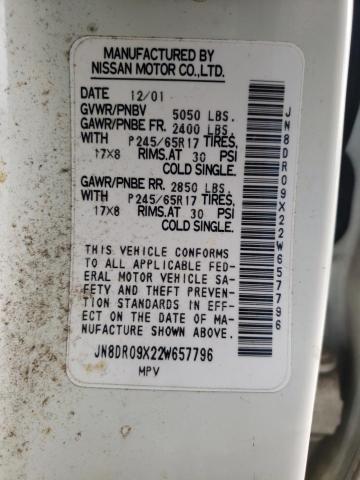 MANUFACTURED BY
NISSAN MOTOR CO.,LTD.
DATE 12/01
GVWR/PNBV 5050 LBS.
GAWR/PNBE FR. 2400 LBS.
WITH P245/65R17 TIRES,
17X8 RIMS.AT 30 PSI
COLD SINGLE.
GAWR/PNBE RR. 2850 LBS.
WITH P245/65R17 TIRES,
17X8 RIMS.AT 30 PSI
COLD SINGLE.
THIS VEHICLE CONFORMS
TO ALL APPLICABLE FED-
ERAL MOTOR VEHICLE SA-
FETY AND THEFT PREVEN-
TION STANDARDS IN EFF-
ECT ON THE DATE OF MA-
NUFACTURE SHOWN ABOVE.
JN8DR09X22W657796
MPV
JN8DR09X22W657796